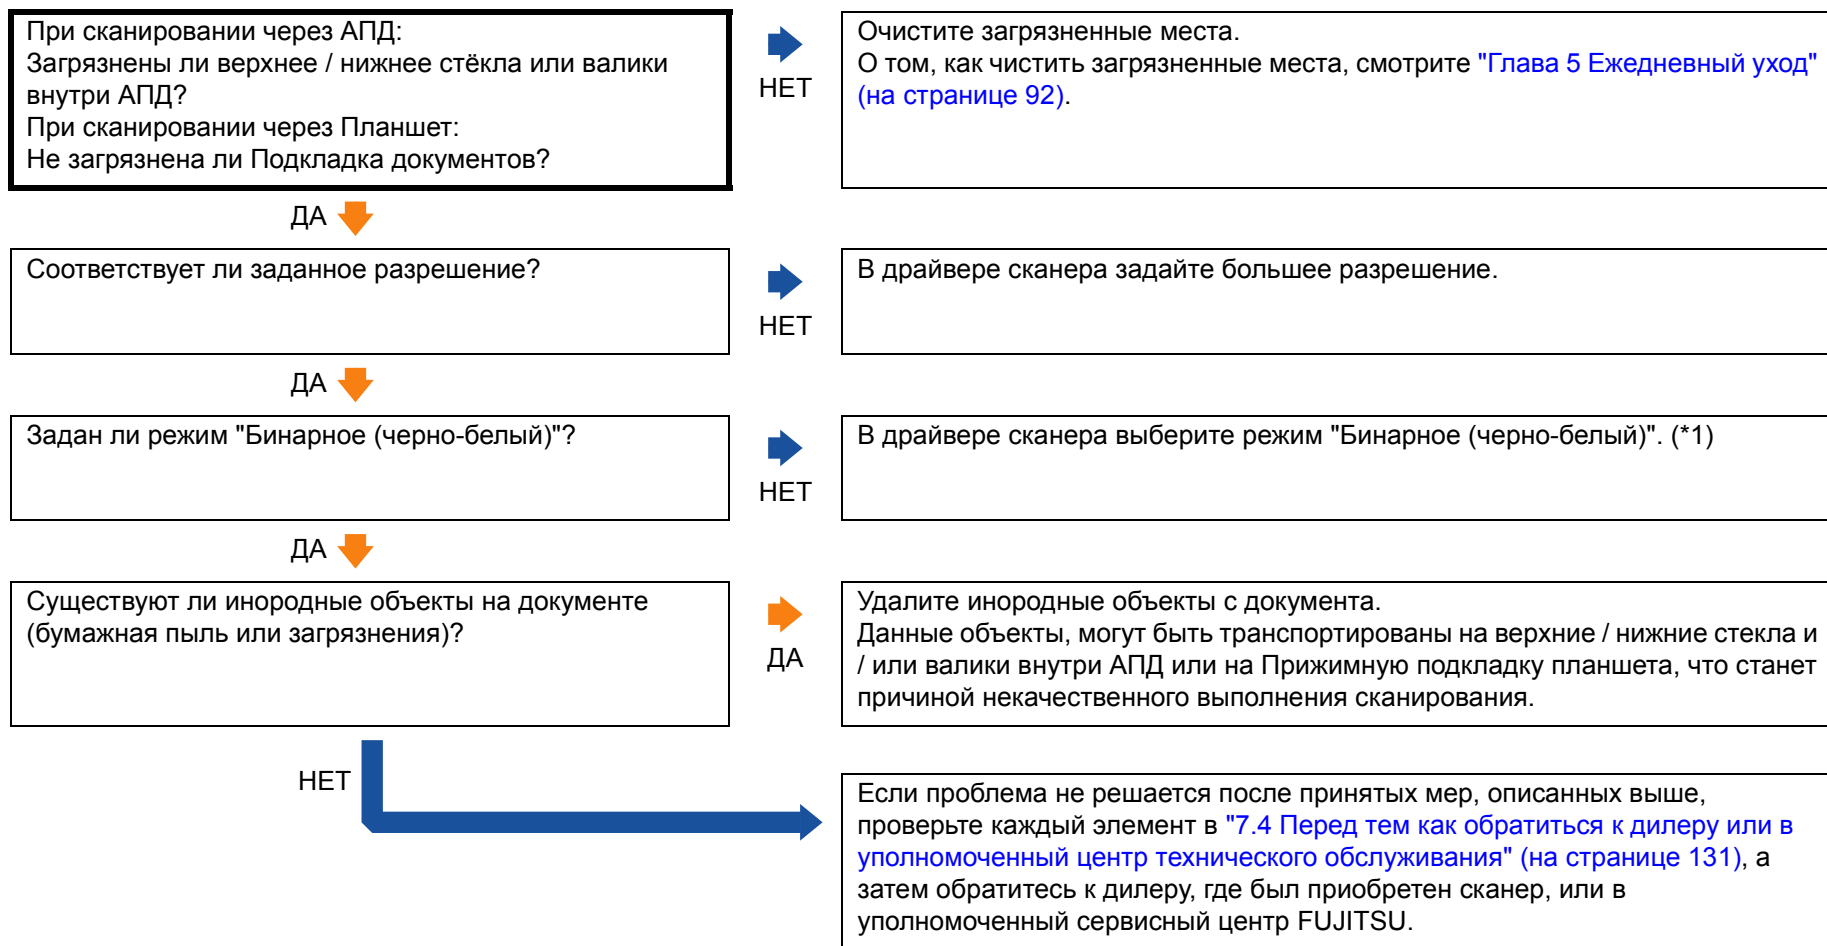 При сканировании через АПД:
Загрязнены ли верхнее / нижнее стёкла или валики
внутри АПД?
При сканировании через Планшет:
Не загрязнена ли Подкладка документов?
НЕТ
Очистите загрязненные места.
О том, как чистить загрязненные места, смотрите "Глава 5 Ежедневный уход"
(на странице 92).
ДА
Соответствует ли заданное разрешение?
НЕТ
В драйвере сканера задайте большее разрешение.
ДА
Задан ли режим "Бинарное (черно-белый)"?
НЕТ
В драйвере сканера выберите режим "Бинарное (черно-белый)". (*1)
ДА
Существуют ли инородные объекты на документе
(бумажная пыль или загрязнения)?
ДА
Удалите инородные объекты с документа.
Данные объекты, могут быть транспортированы на верхние / нижние стекла и
/ или валики внутри АПД или на Прижимную подкладку планшета, что станет
причиной некачественного выполнения сканирования.
НЕТ
Если проблема не решается после принятых мер, описанных выше,
проверьте каждый элемент в "7.4 Перед тем как обратиться к дилеру или в
уполномоченный центр технического обслуживания" (на странице 131), а
затем обратитесь к дилеру, где был приобретен сканер, или в
уполномоченный сервисный центр FUJITSU.